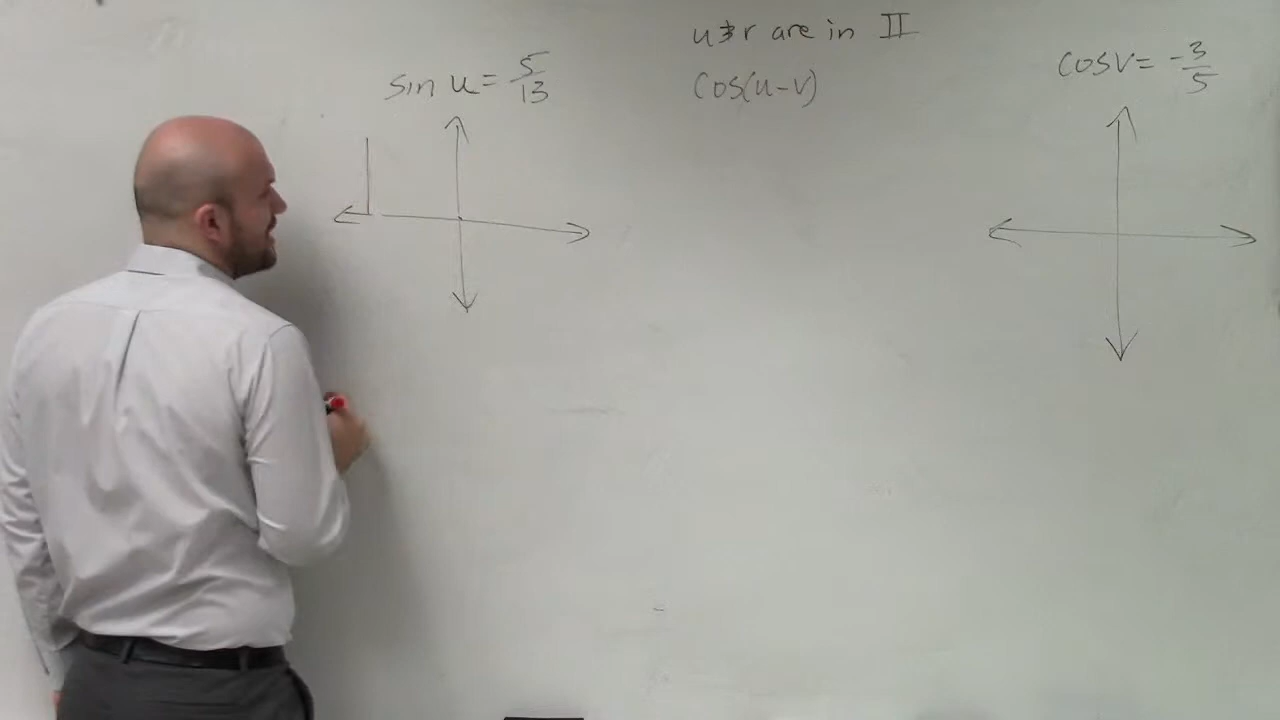 u & v are in II
sin u = 5/13
cos(u-v)
cos v = -3/5